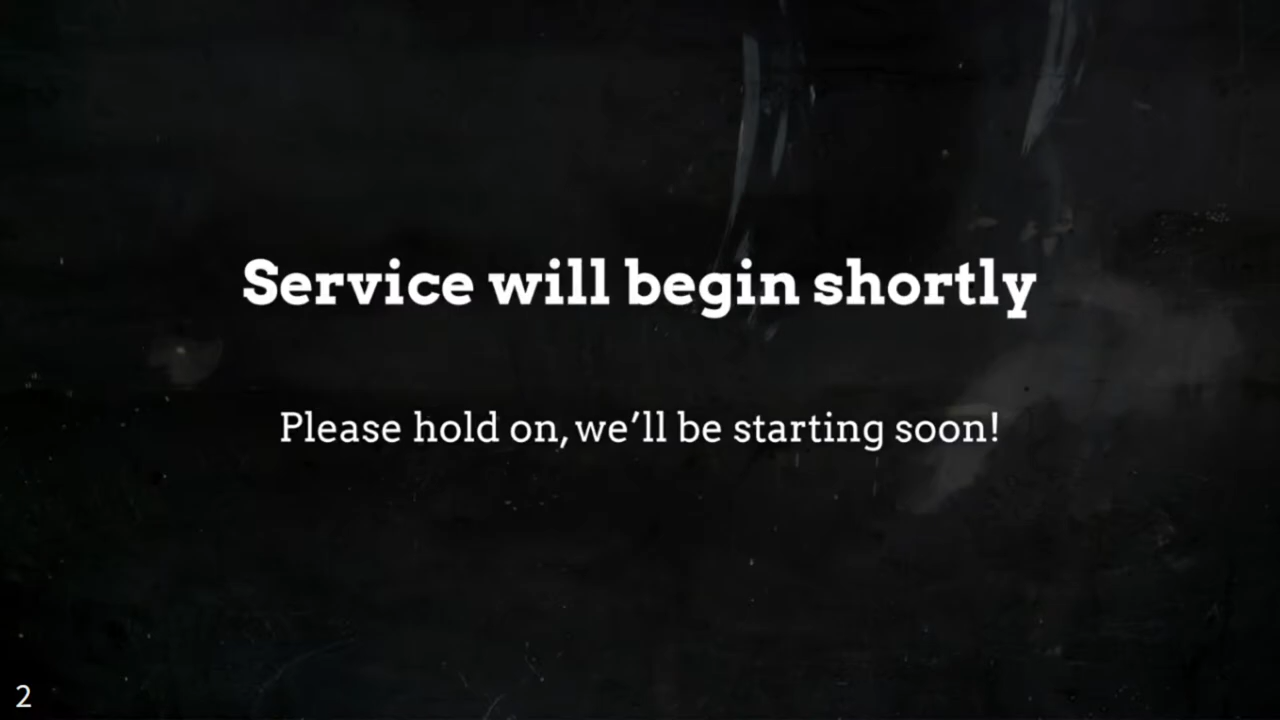 Service will begin shortly
Please hold on, we’ll be starting soon!
2